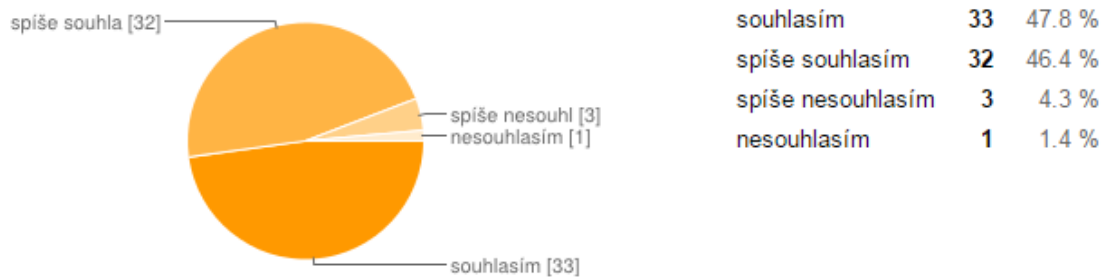 spíše souhla [32]
spíše nesouhl [3]
nesouhlasím [1]
souhlasím [33]
souhlasím 33 47.8 %
spíše souhlasím 32 46.4 %
spíše nesouhlasím 3 4.3 %
nesouhlasím 1 1.4 %